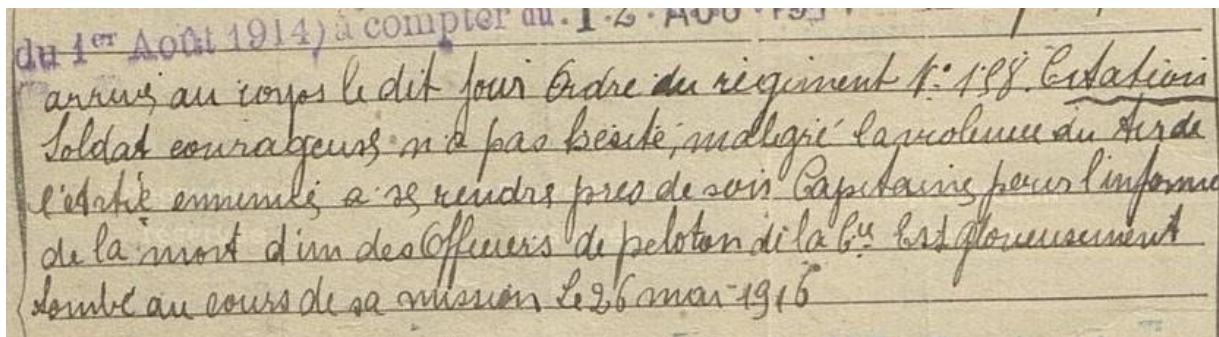 du 1er Août 1914) à compter du 12 AOU
arrivé au corps le dit jour Ordre du régiment N° 158. Citation
Soldat courageux, n'a pas hésité, malgré la violence du tir de
l'Artie ennemie, a se rendre pres de son Capitaine pour l'informer
de la mort d'un des Officiers de peloton de la Cie Est glorieusement
tombé au cours de sa mission Le 26 mai 1916